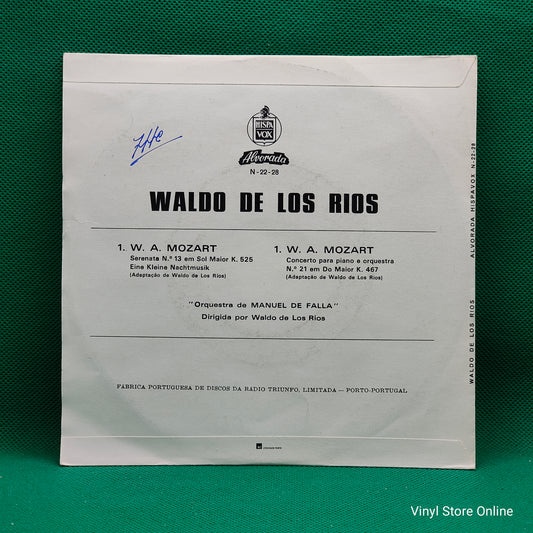 HISPA
VOX
Alvorada
N-22-28
WALDO DE LOS RIOS
1. W. A. MOZART
Serenata N.º 13 em Sol Maior K. 525
Eine Kleine Nachtmusik
(Adaptação de Waldo de Los Rios)
1. W. A. MOZART
Concerto para piano e orquestra
N.º 21 em Do Maior K. 467
(Adaptação de Waldo de Los Rios)
"Orquestra de MANUEL DE FALLA"
Dirigida por Waldo de Los Rios
FABRICA PORTUGUESA DE DISCOS DA RADIO TRIUNFO, LIMITADA — PORTO-PORTUGAL
WALDO DE LOS RIOS
ALVORADA HISPAVOX N-22-28
Vinyl Store Online